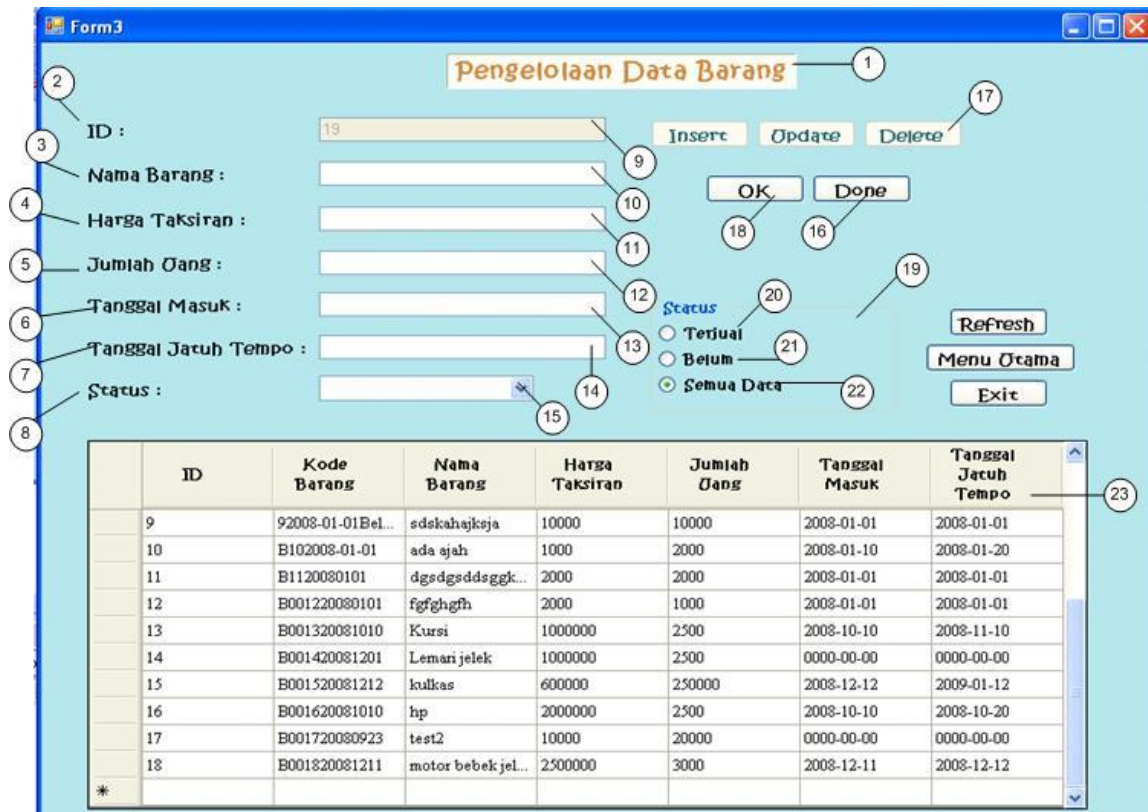 Form3
Pengelolaan Data Barang
1
2
17
ID :
19
Insert
Update
Delete
3
9
Nama Barang :
OK
Done
4
10
18
16
Harga Taksiran :
11
5
Jumlah Uang :
19
12
20
6
Tanggal Masuk :
Status
Refresh
Terjual
13
21
7
Tanggal Jatuh Tempo :
Belum
Menu Utama
14
22
Status :
Semua Data
Exit
8
15
ID
Kode Barang
Nama Barang
Harga Taksiran
Jumlah Uang
Tanggal Masuk
Tanggal Jatuh Tempo
23
9 92008-01-01Bel... sdskahajksja 10000 10000 2008-01-01 2008-01-01
10 B102008-01-01 ada ajah 1000 2000 2008-01-10 2008-01-20
11 B1120080101 dgsdgsddsggk... 2000 2000 2008-01-01 2008-01-01
12 B001220080101 fgfghgfh 2000 1000 2008-01-01 2008-01-01
13 B001320081010 Kursi 1000000 2500 2008-10-10 2008-11-10
14 B001420081201 Lemari jelek 1000000 2500 0000-00-00 0000-00-00
15 B001520081212 kulkas 600000 250000 2008-12-12 2009-01-12
16 B001620081010 hp 2000000 2500 2008-10-10 2008-10-20
17 B001720080923 test2 10000 20000 0000-00-00 0000-00-00
18 B001820081211 motor bebek jel... 2500000 3000 2008-12-11 2008-12-12
*